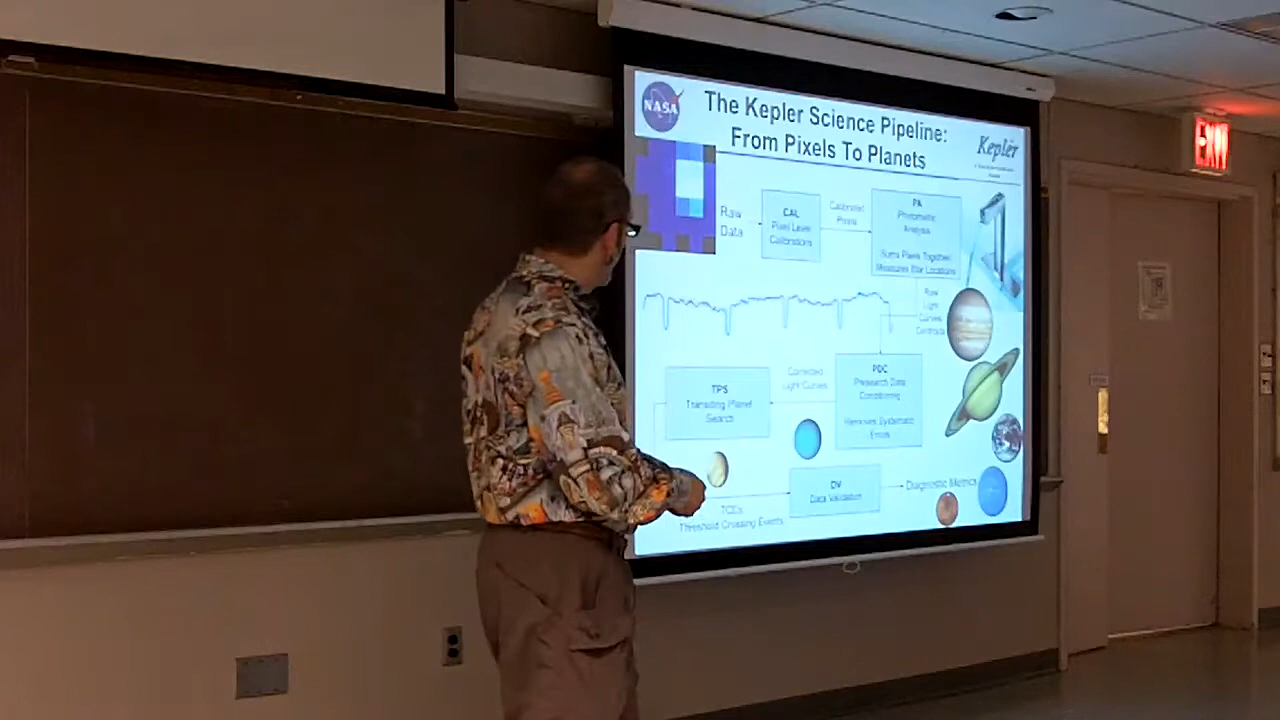 NASA
The Kepler Science Pipeline:
From Pixels To Planets
Kepler
Raw
Data
CAL
Pixel Level
Calibrations
Calibrated
Pixels
PA
Photometric
Analysis
Sums Pixels Together
Measures Star Locations
Raw
Light
Curves
Centroids
TPS
Transiting Planet
Search
Corrected
Light Curves
PDC
Presearch Data
Conditioning
Removes Systematic
Errors
TCEs
Threshold Crossing Events
DV
Data Validation
Diagnostic Metrics